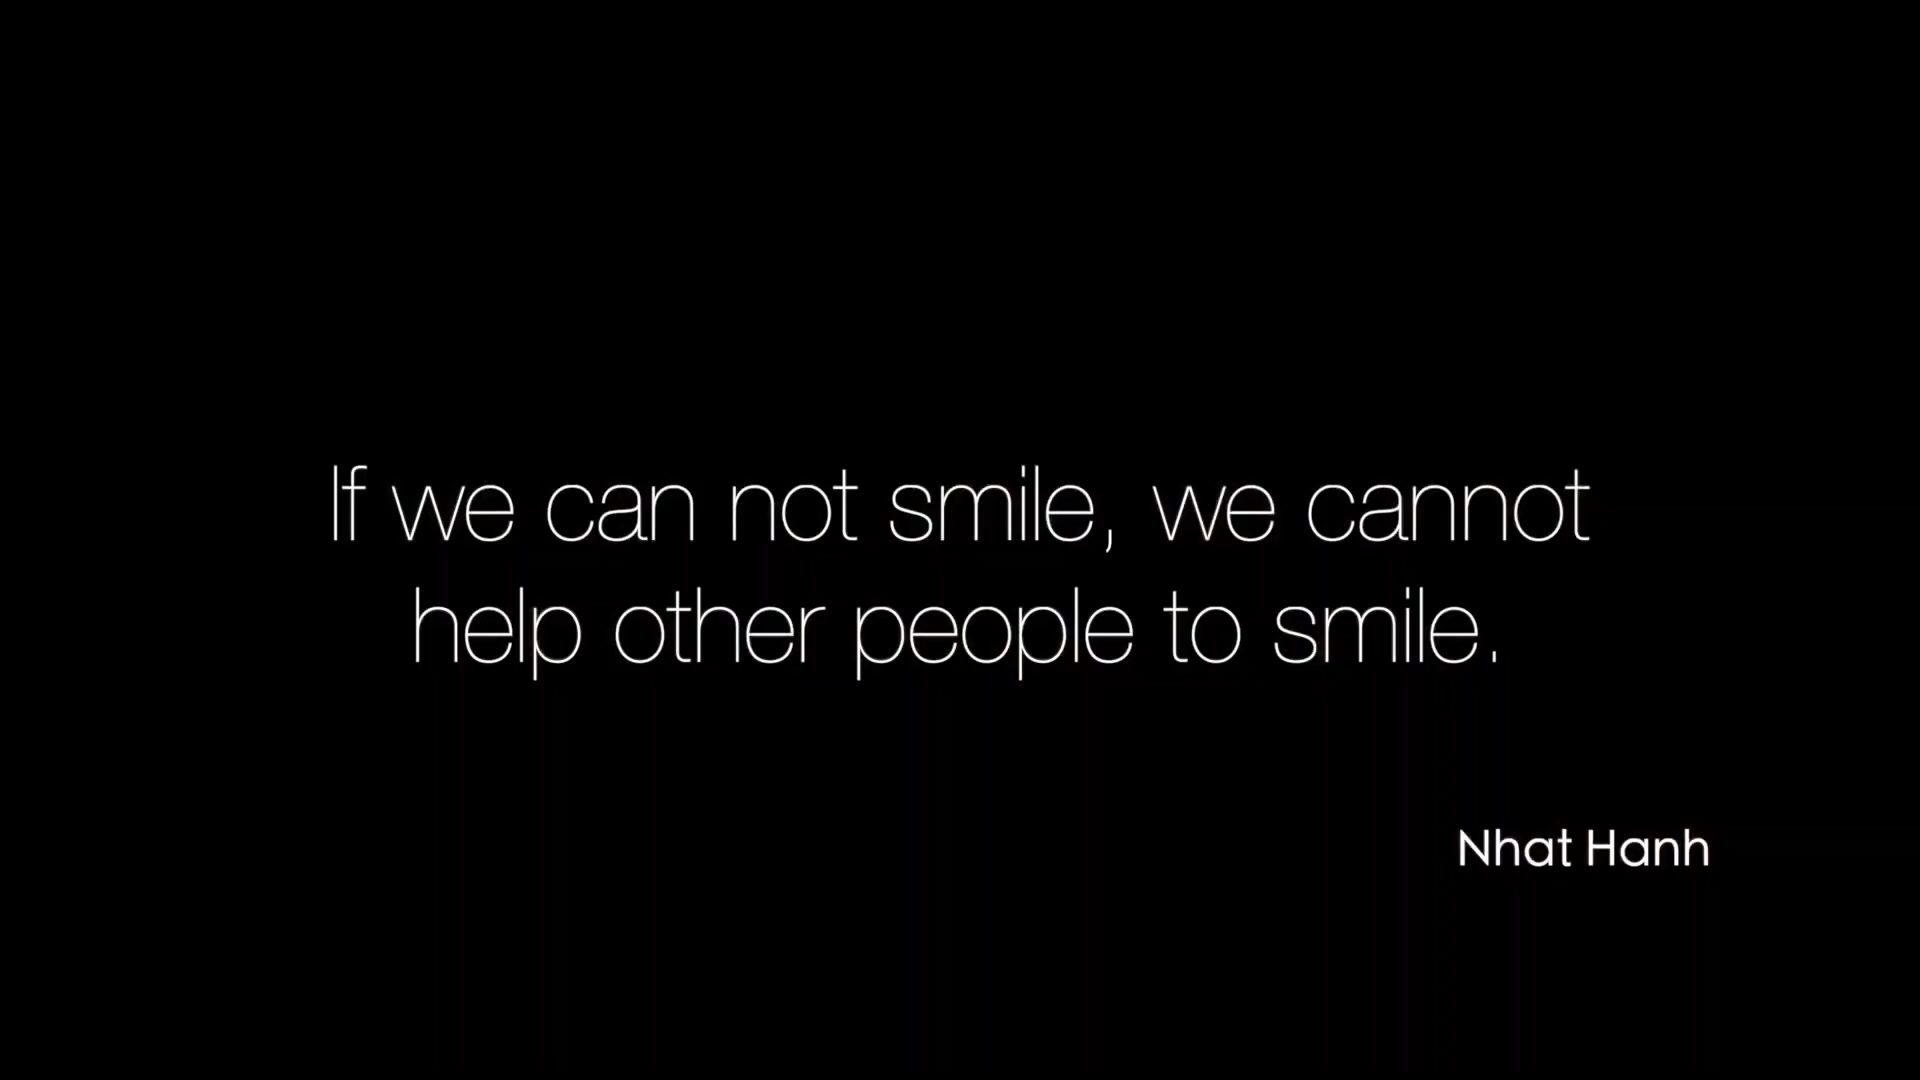 If we can not smile, we cannot
help other people to smile.
Nhat Hanh